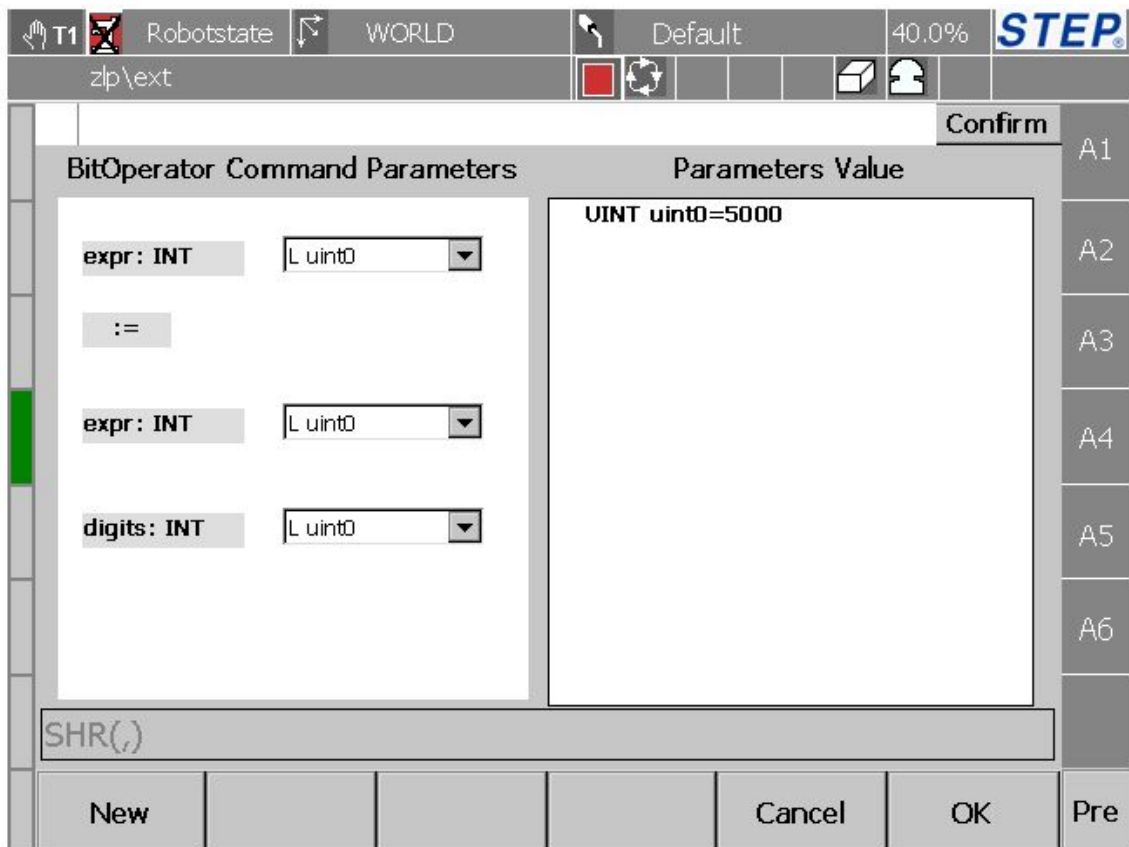 T1 Robotstate WORLD Default 40.0% STEP®
zlp\ext
Confirm
A1
BitOperator Command Parameters Parameters Value
UINT uint0=5000
expr: INT L uint0
A2
:=
A3
expr: INT L uint0
A4
digits: INT L uint0
A5
A6
SHR(,)
New Cancel OK Pre